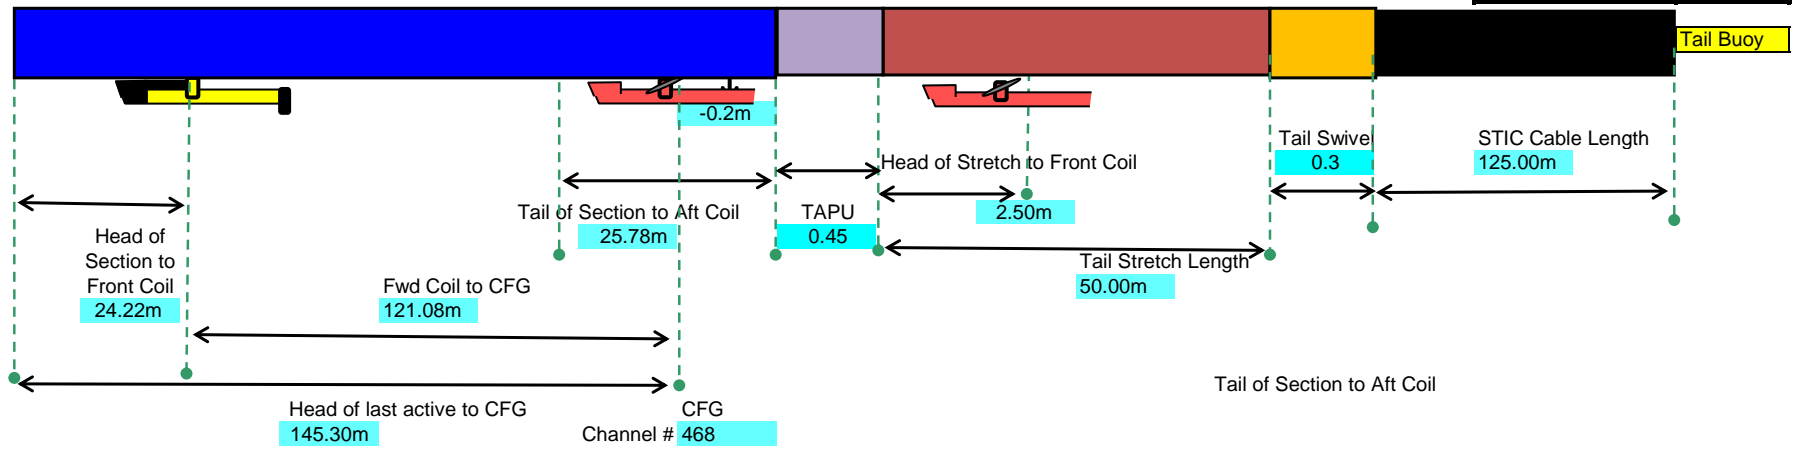 Tail Buoy
-0.2m
Tail Swivel
0.3
STIC Cable Length
125.00m
Head of Stretch to Front Coil
2.50m
Tail of Section to Aft Coil
25.78m
TAPU
0.45
Head of
Section to
Front Coil
24.22m
Fwd Coil to CFG
121.08m
Tail Stretch Length
50.00m
Tail of Section to Aft Coil
Head of last active to CFG
145.30m
CFG
Channel # 468